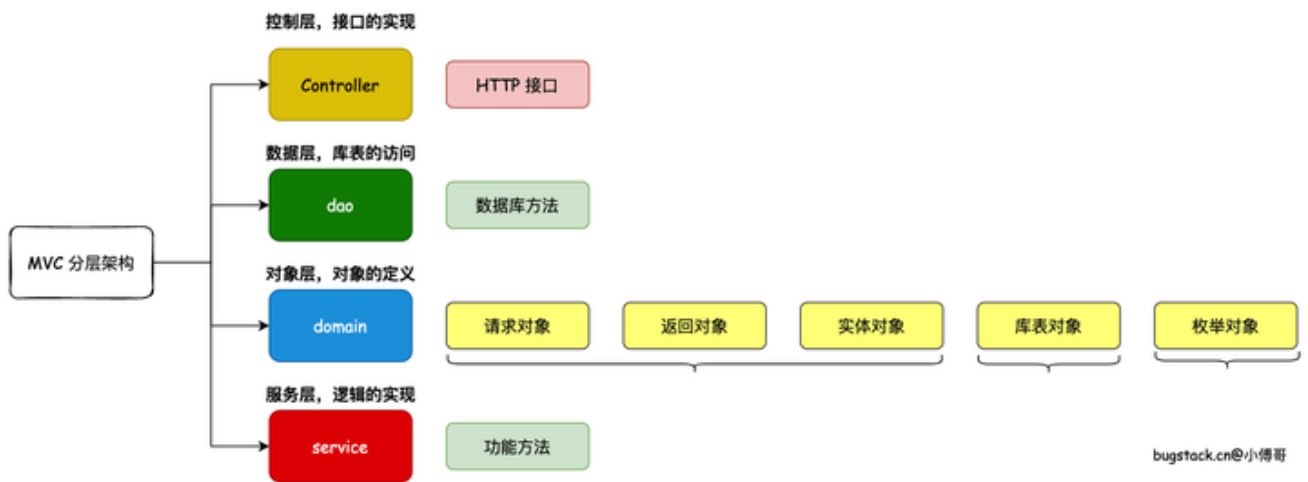 控制层，接口的实现
Controller
HTTP 接口
数据层，库表的访问
dao
数据库方法
MVC 分层架构
对象层，对象的定义
domain
请求对象
返回对象
实体对象
库表对象
枚举对象
服务层，逻辑的实现
service
功能方法
bugstack.cn@小傅哥